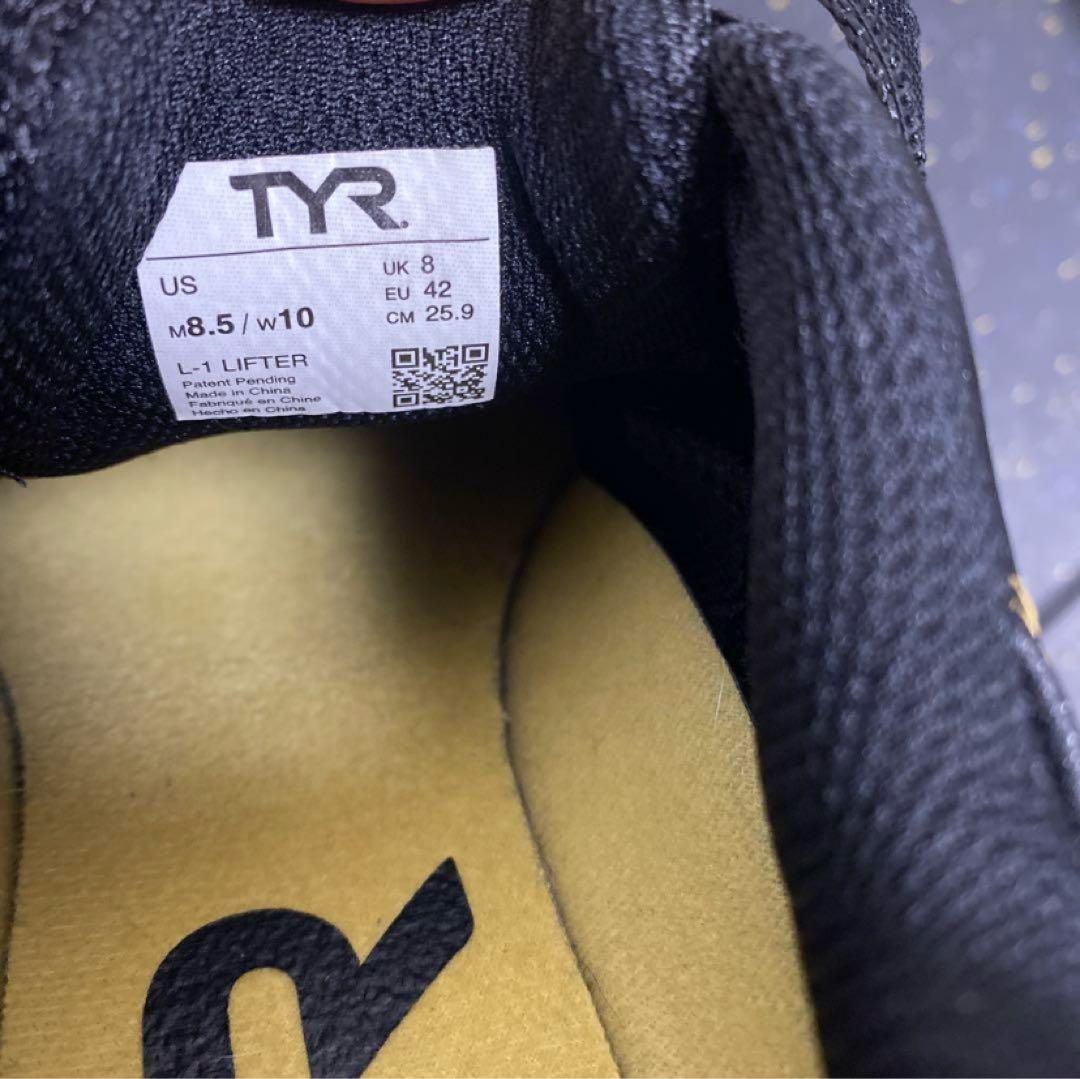 TYR
US
M8.5 / W10
UK 8
EU 42
CM 25.9
L-1 LIFTER
Patent Pending
Made in China
Fabriqué en Chine
Hecho en China
R